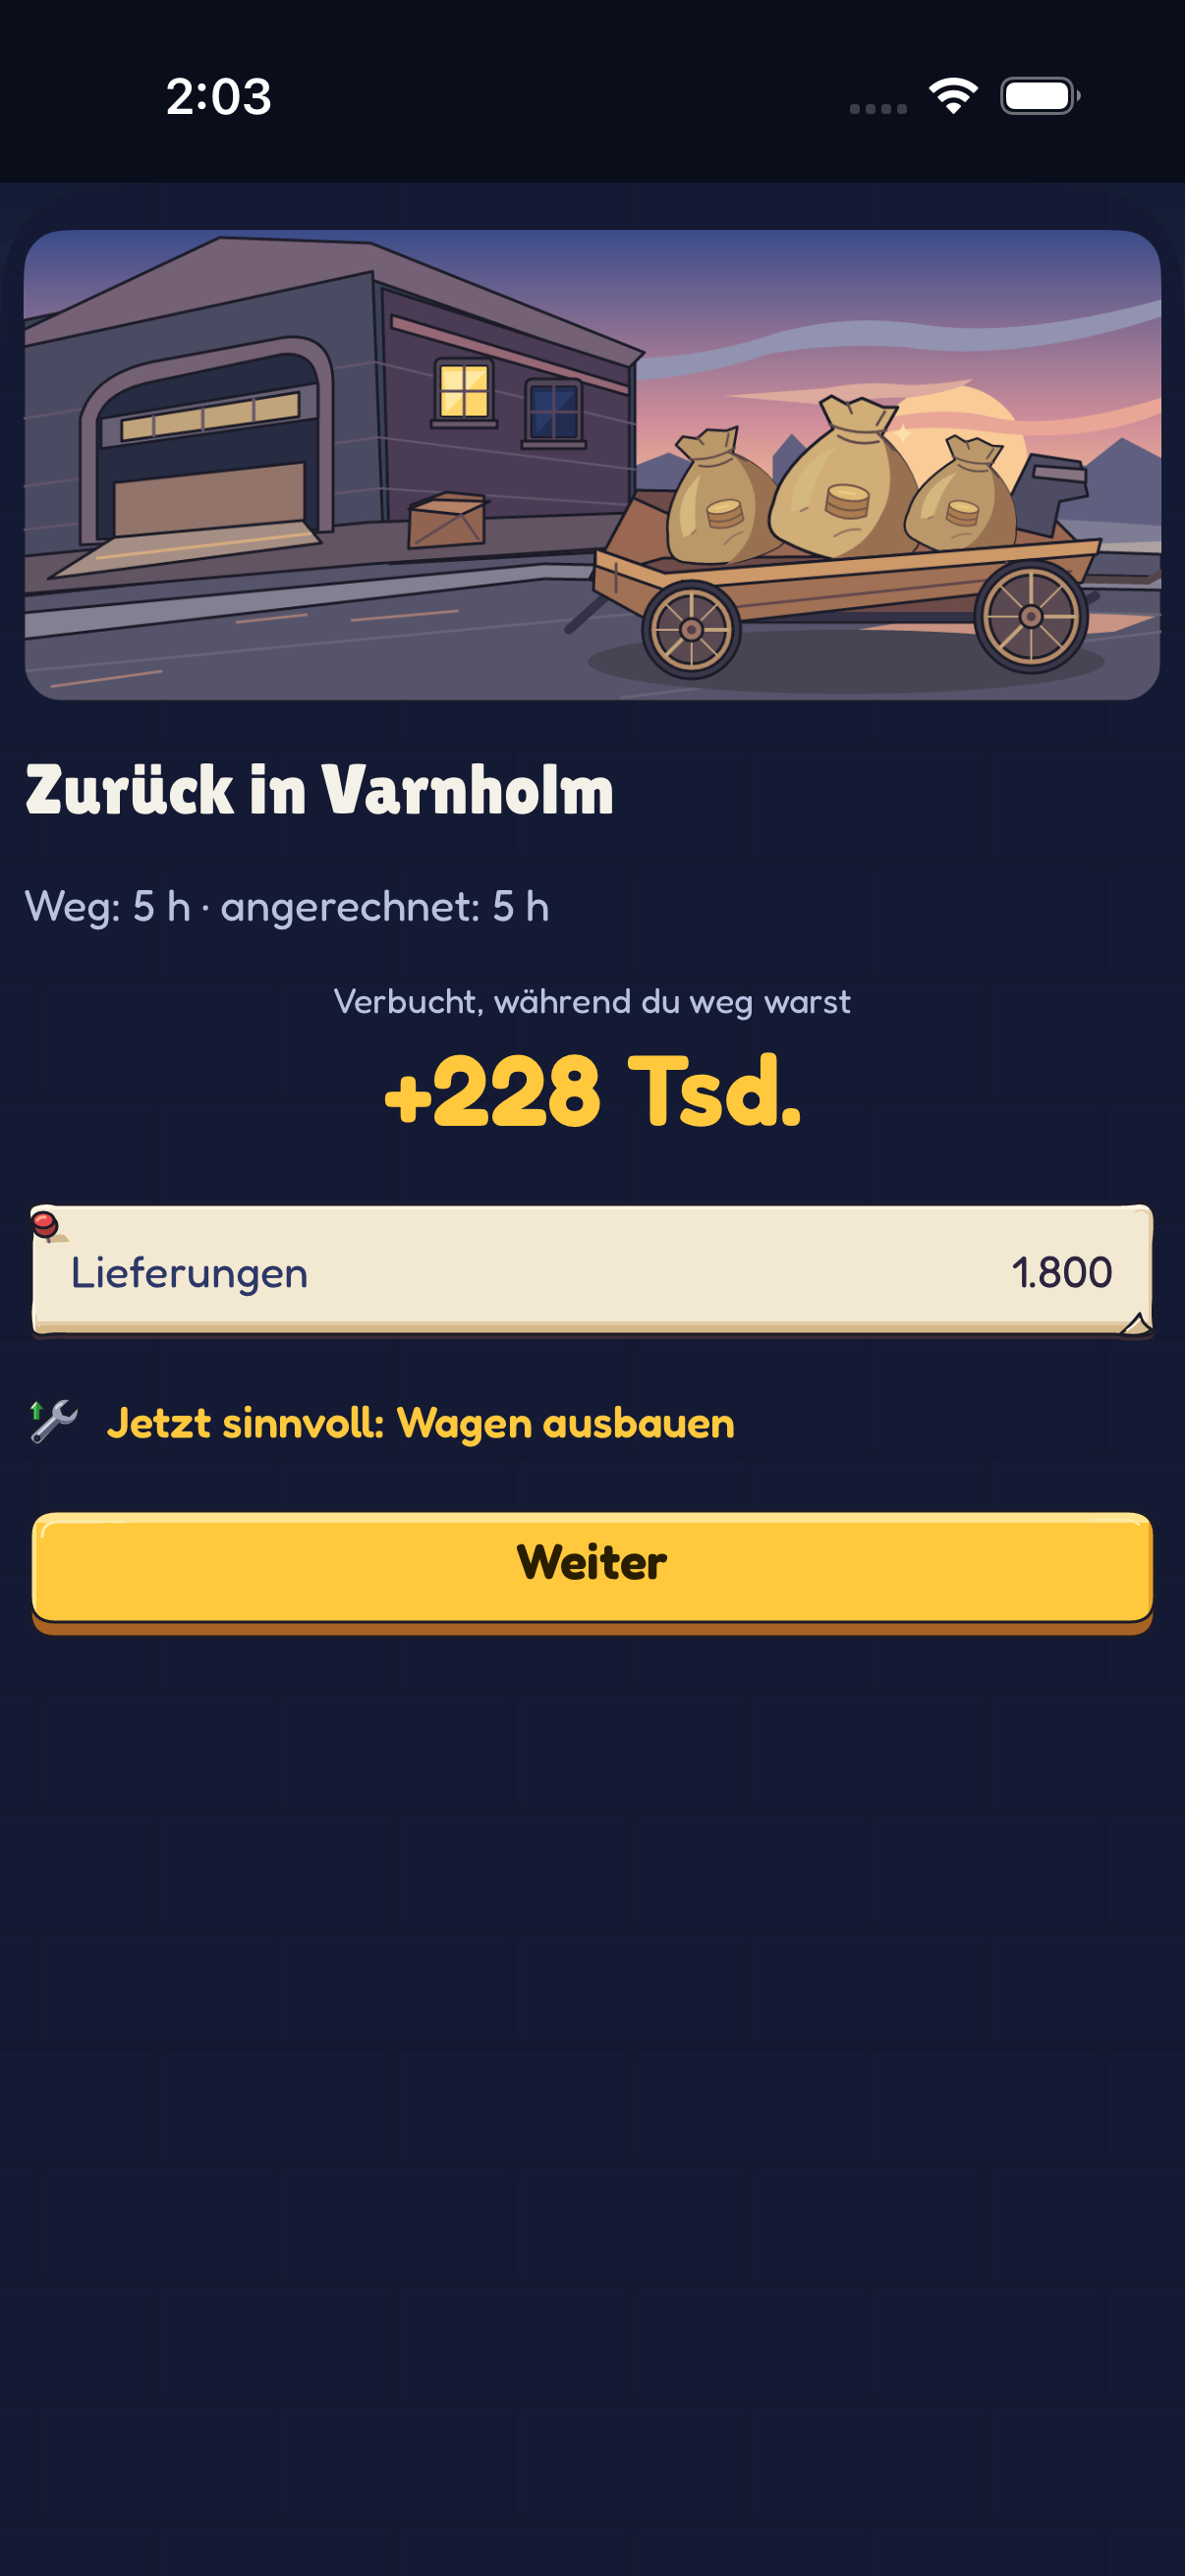 2:03
Zurück in Varnholm
Weg: 5 h · angerechnet: 5 h
Verbucht, während du weg warst
+228 Tsd.
Lieferungen 1.800
Jetzt sinnvoll: Wagen ausbauen
Weiter